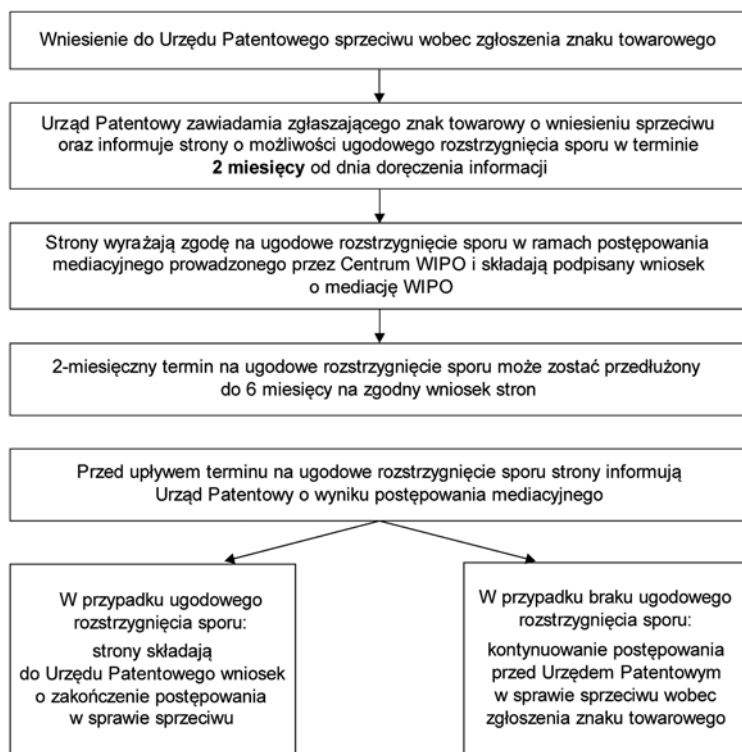 Wniesienie do Urzędu Patentowego sprzeciwu wobec zgłoszenia znaku towarowego
Urząd Patentowy zawiadamia zgłaszającego znak towarowy o wniesieniu sprzeciwu
oraz informuje strony o możliwości ugodowego rozstrzygnięcia sporu w terminie
2 miesięcy od dnia doręczenia informacji
Strony wyrażają zgodę na ugodowe rozstrzygnięcie sporu w ramach postępowania
mediacyjnego prowadzonego przez Centrum WIPO i składają podpisany wniosek
o mediację WIPO
2-miesięczny termin na ugodowe rozstrzygnięcie sporu może zostać przedłużony
do 6 miesięcy na zgodny wniosek stron
Przed upływem terminu na ugodowe rozstrzygnięcie sporu strony informują
Urząd Patentowy o wyniku postępowania mediacyjnego
W przypadku ugodowego
rozstrzygnięcia sporu:
strony składają
do Urzędu Patentowego wniosek
o zakończenie postępowania
w sprawie sprzeciwu
W przypadku braku ugodowego
rozstrzygnięcia sporu:
kontynuowanie postępowania
przed Urzędem Patentowym
w sprawie sprzeciwu wobec
zgłoszenia znaku towarowego